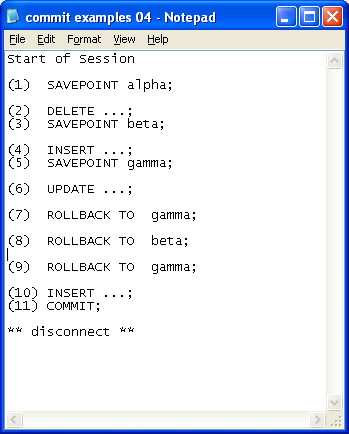 commit examples 04 - Notepad
File Edit Format View Help
Start of Session
(1) SAVEPOINT alpha;
(2) DELETE ...;
(3) SAVEPOINT beta;
(4) INSERT ...;
(5) SAVEPOINT gamma;
(6) UPDATE ...;
(7) ROLLBACK TO gamma;
(8) ROLLBACK TO beta;
(9) ROLLBACK TO gamma;
(10) INSERT ...;
(11) COMMIT;
** disconnect **